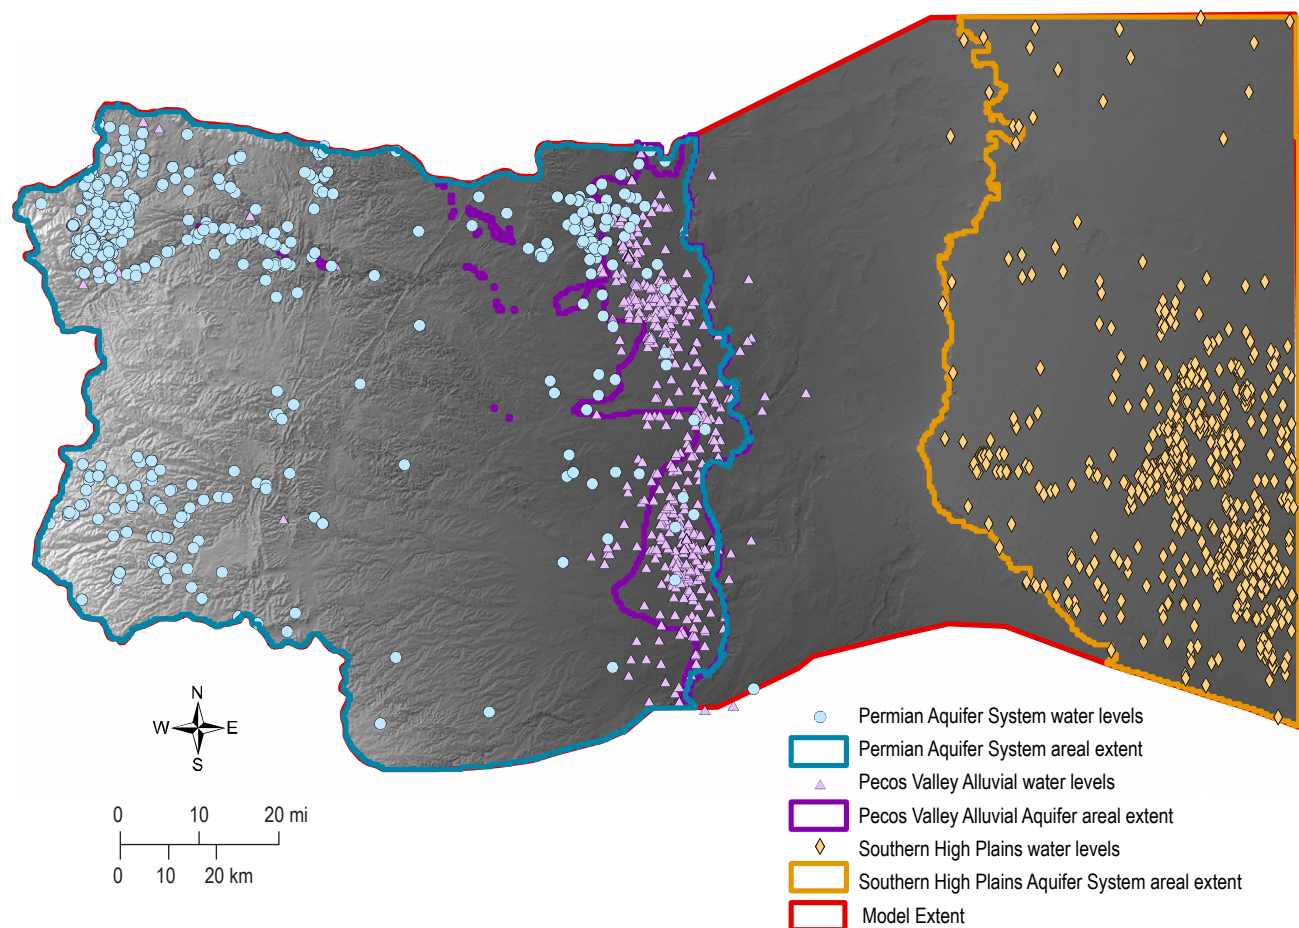 N
W E
S
0 10 20 mi
0 10 20 km
Permian Aquifer System water levels
Permian Aquifer System areal extent
Pecos Valley Alluvial water levels
Pecos Valley Alluvial Aquifer areal extent
Southern High Plains water levels
Southern High Plains Aquifer System areal extent
Model Extent